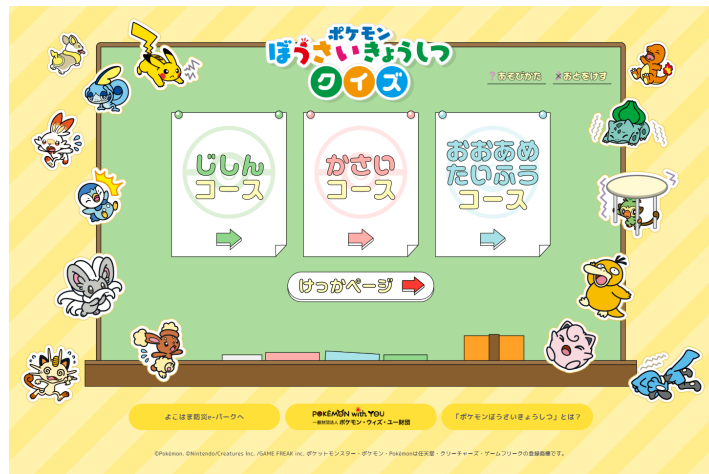 ポケモン
ぼうさいきょうしつ
クイズ
?あそびかた ×おとをけす
じしん
コース
かさい
コース
おおあめ
たいふう
コース
けっかページ
よこはま防災e-パークへ
POKÉMON with YOU
一般財団法人 ポケモン・ウィズ・ユー財団
「ポケモンぼうさいきょうしつ」とは？
©Pokémon. ©Nintendo/Creatures Inc. /GAME FREAK inc. ポケットモンスター・ポケモン・Pokémonは任天堂・クリーチャーズ・ゲームフリークの登録商標です。